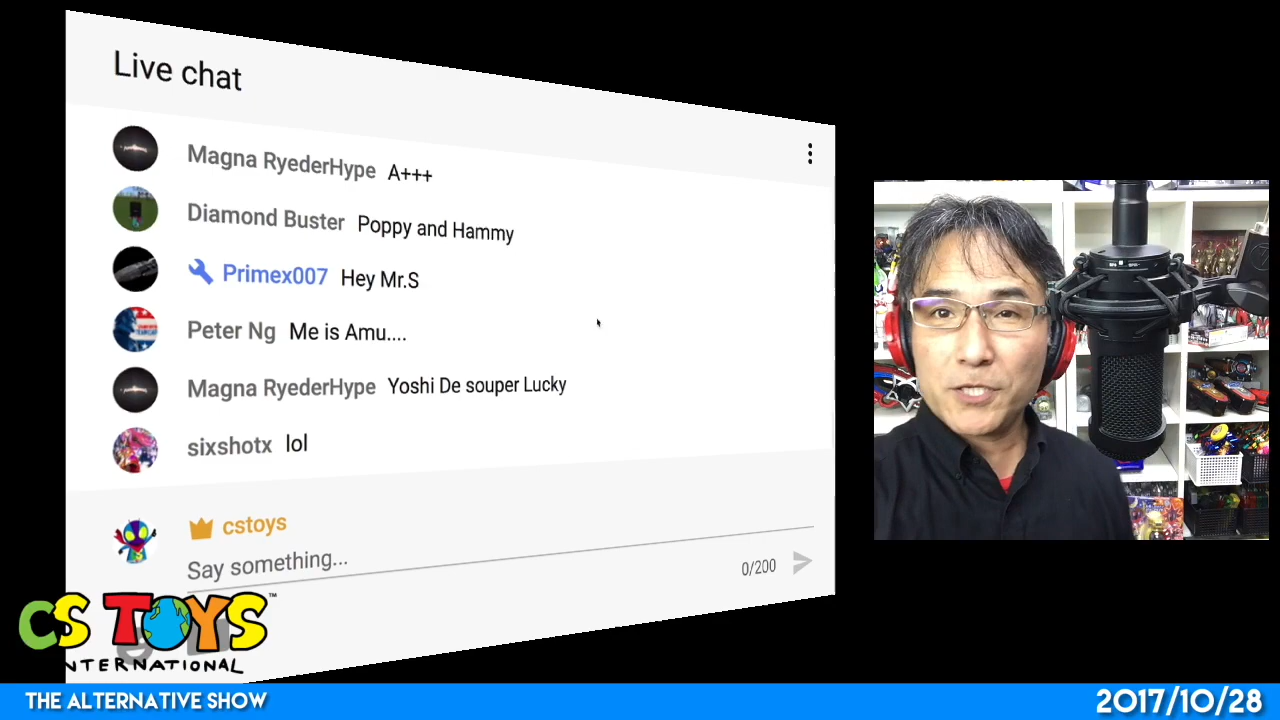 Live chat
Magna RyederHype A+++
Diamond Buster Poppy and Hammy
Primex007 Hey Mr.S
Peter Ng Me is Amu....
Magna RyederHype Yoshi De souper Lucky
sixshotx lol
cstoys
Say something...
0/200
CS TOYS™
INTERNATIONAL
THE ALTERNATIVE SHOW
2017/10/28